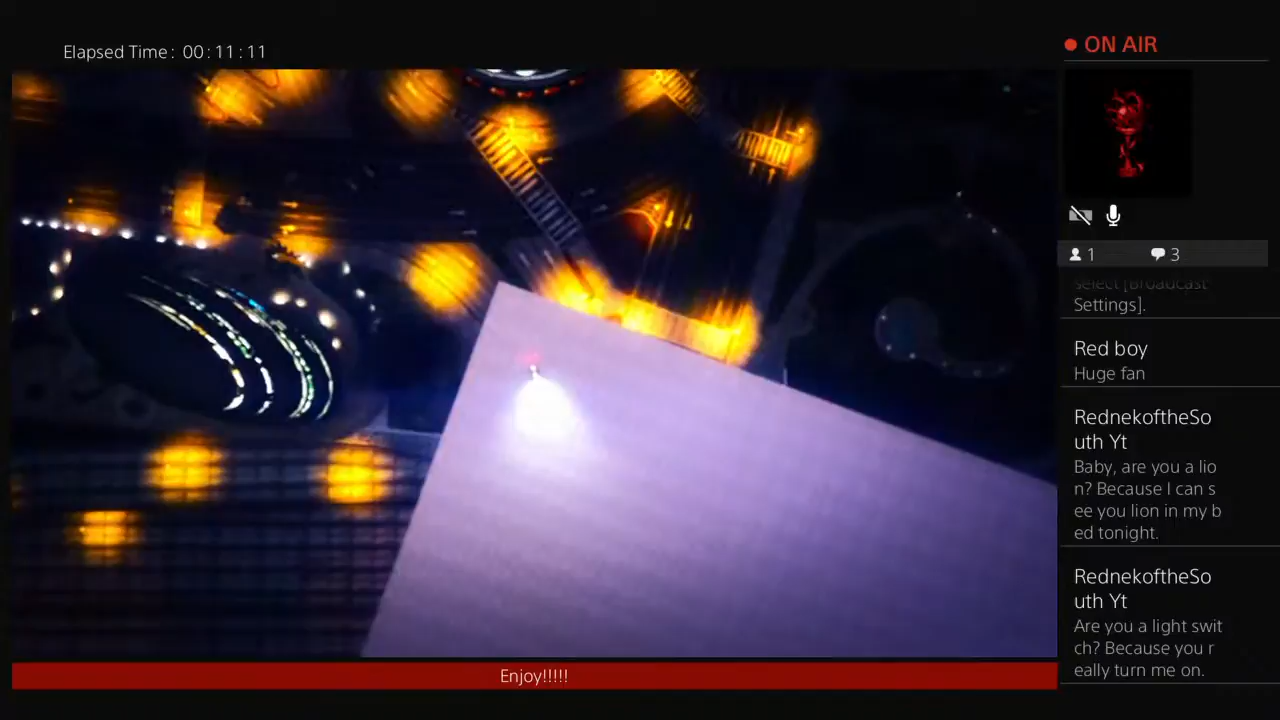 Elapsed Time: 00:11:11
ON AIR
1
3
select [Broadcast
Settings].
Red boy
Huge fan
RednekoftheSo
uth Yt
Baby, are you a lio
n? Because I can s
ee you lion in my b
ed tonight.
RednekoftheSo
uth Yt
Are you a light swit
ch? Because you r
eally turn me on.
Enjoy!!!!!